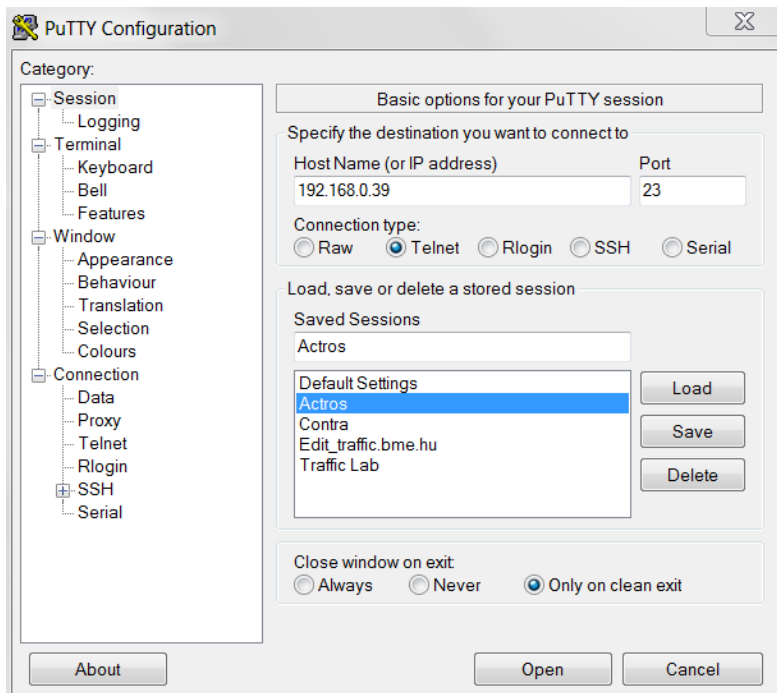 PuTTY Configuration
Category:
Session
Logging
Terminal
Keyboard
Bell
Features
Window
Appearance
Behaviour
Translation
Selection
Colours
Connection
Data
Proxy
Telnet
Rlogin
SSH
Serial
Basic options for your PuTTY session
Specify the destination you want to connect to
Host Name (or IP address) Port
192.168.0.39 23
Connection type:
Raw Telnet Rlogin SSH Serial
Load, save or delete a stored session
Saved Sessions
Actros
Default Settings
Actros
Contra
Edit_traffic.bme.hu
Traffic Lab
Load
Save
Delete
Close window on exit:
Always Never Only on clean exit
About Open Cancel